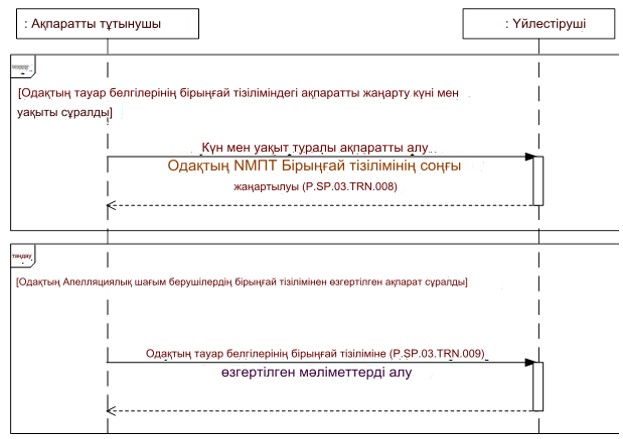 : Ақпаратты тұтынушы
: Үйлестіруші
[Одақтың тауар белгілерінің бірыңғай тізіліміндегі ақпаратты жаңарту күні мен
уақыты сұралды]
Күн мен уақыт туралы ақпаратты алу
Одақтың NМПТ Бірыңғай тізілімінің соңғы
жаңартылуы (P.SP.03.TRN.008)
таңдау
[Одақтың Апелляциялық шағым берушілердің бірыңғай тізілімінен өзгертілген ақпарат сұралды]
Одақтың тауар белгілерінің бірыңғай тізіліміне (P.SP.03.TRN.009)
өзгертілген мәліметтерді алу